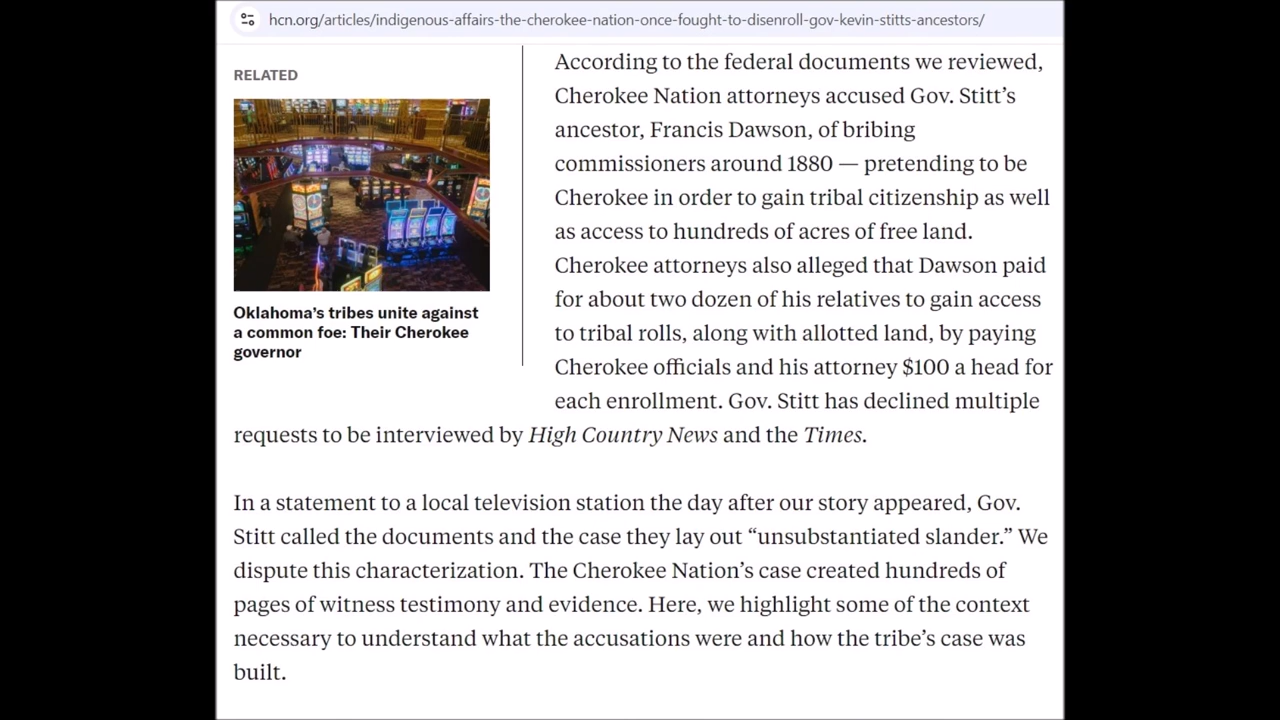 hcn.org/articles/indigenous-affairs-the-cherokee-nation-once-fought-to-disenroll-gov-kevin-stitts-ancestors/
RELATED
Oklahoma's tribes unite against
a common foe: Their Cherokee
governor
According to the federal documents we reviewed,
Cherokee Nation attorneys accused Gov. Stitt's
ancestor, Francis Dawson, of bribing
commissioners around 1880 — pretending to be
Cherokee in order to gain tribal citizenship as well
as access to hundreds of acres of free land.
Cherokee attorneys also alleged that Dawson paid
for about two dozen of his relatives to gain access
to tribal rolls, along with allotted land, by paying
Cherokee officials and his attorney $100 a head for
each enrollment. Gov. Stitt has declined multiple
requests to be interviewed by High Country News and the Times.
In a statement to a local television station the day after our story appeared, Gov.
Stitt called the documents and the case they lay out “unsubstantiated slander.” We
dispute this characterization. The Cherokee Nation's case created hundreds of
pages of witness testimony and evidence. Here, we highlight some of the context
necessary to understand what the accusations were and how the tribe's case was
built.